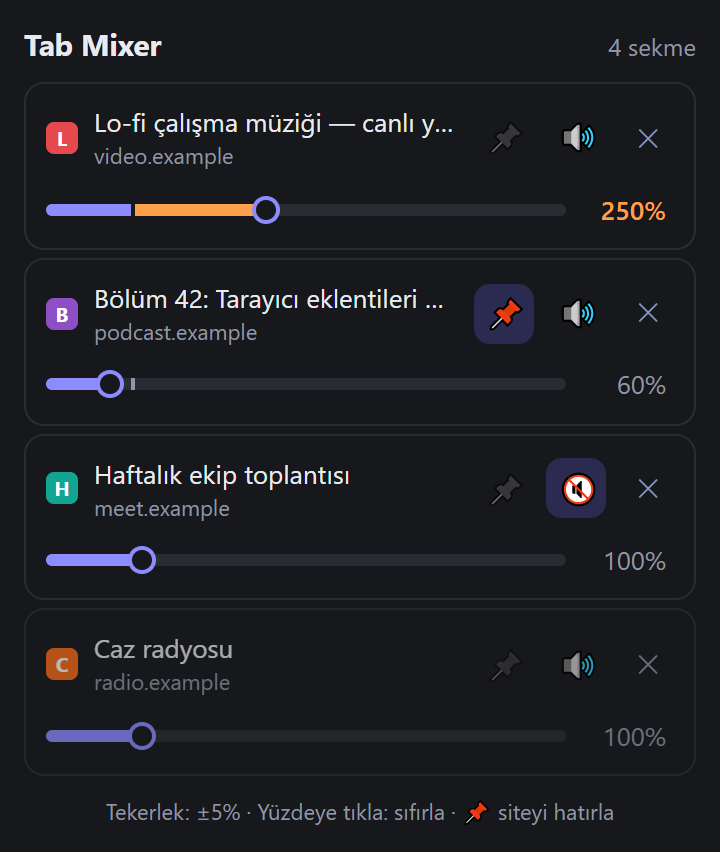 Tab Mixer
4 sekme
L
Lo-fi çalışma müziği — canlı y...
video.example
250%
B
Bölüm 42: Tarayıcı eklentileri ...
podcast.example
60%
H
Haftalık ekip toplantısı
meet.example
100%
C
Caz radyosu
radio.example
100%
Tekerlek: ±5% · Yüzdeye tıkla: sıfırla · 📌 siteyi hatırla